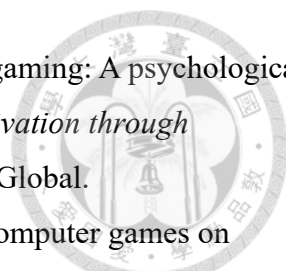 gaming: A psychologica
vation through
Global.
omputer games on